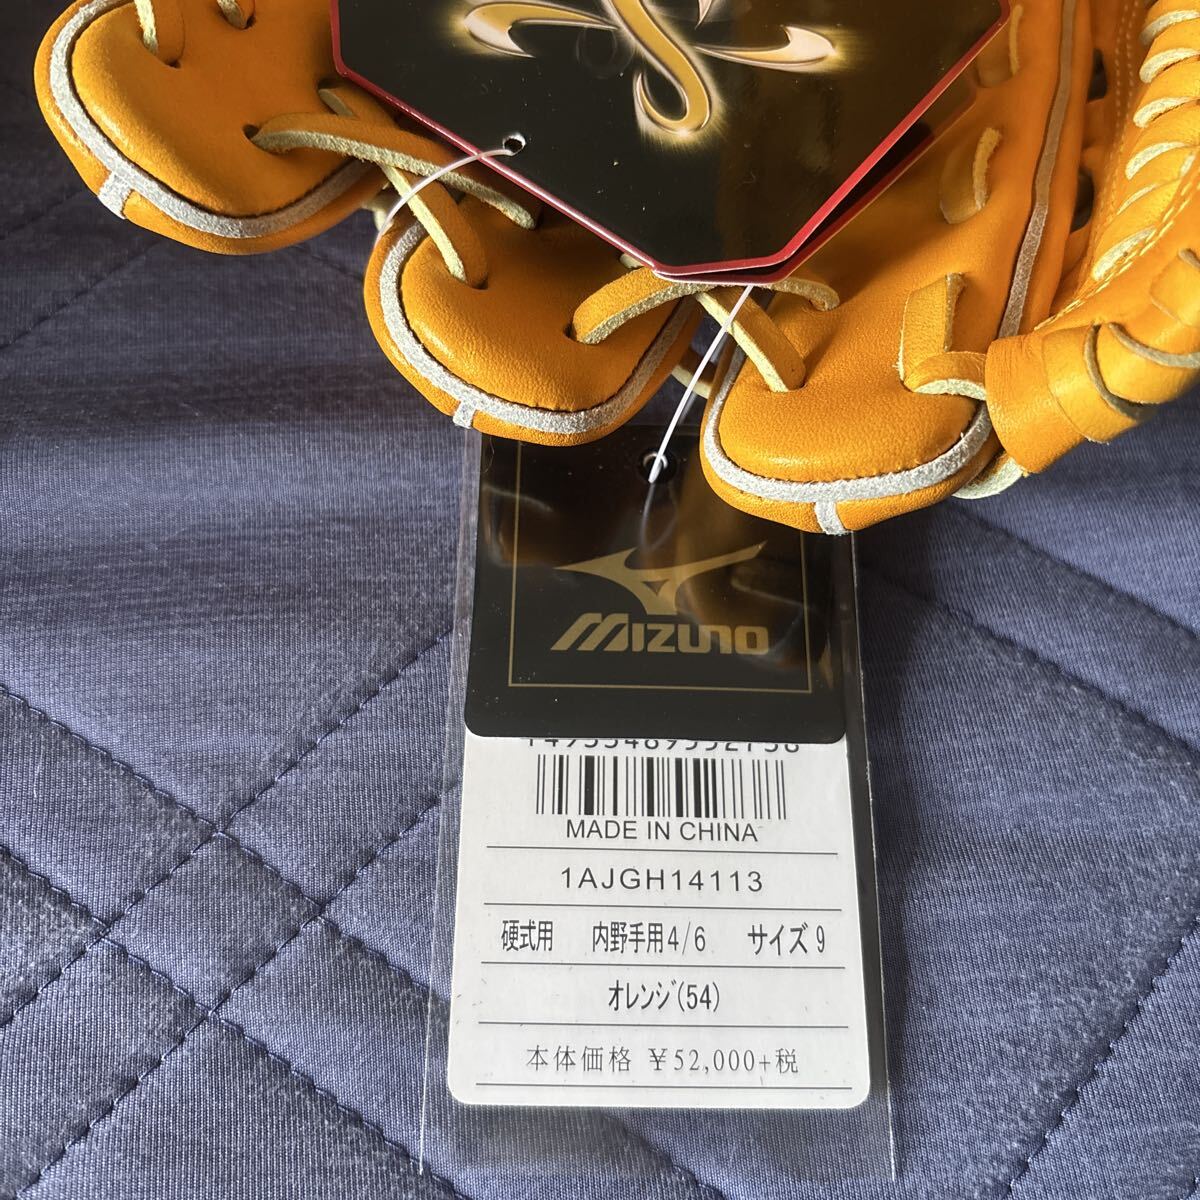 MIZUNO
MADE IN CHINA
1AJGH14113
硬式用 内野手用4/6 サイズ9
オレンジ(54)
本体価格 ¥52,000+税